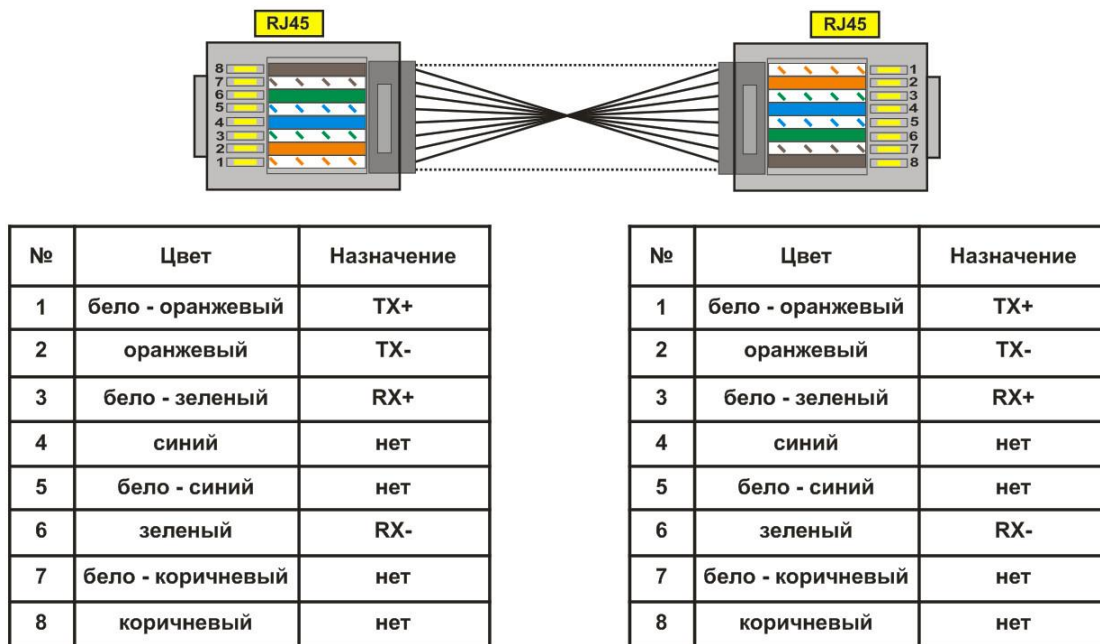 RJ45 RJ45
8 1
7 2
6 3
5 4
4 5
3 6
2 7
1 8
№ Цвет Назначение
1 бело - оранжевый TX+
2 оранжевый TX-
3 бело - зеленый RX+
4 синий нет
5 бело - синий нет
6 зеленый RX-
7 бело - коричневый нет
8 коричневый нет
№ Цвет Назначение
1 бело - оранжевый TX+
2 оранжевый TX-
3 бело - зеленый RX+
4 синий нет
5 бело - синий нет
6 зеленый RX-
7 бело - коричневый нет
8 коричневый нет